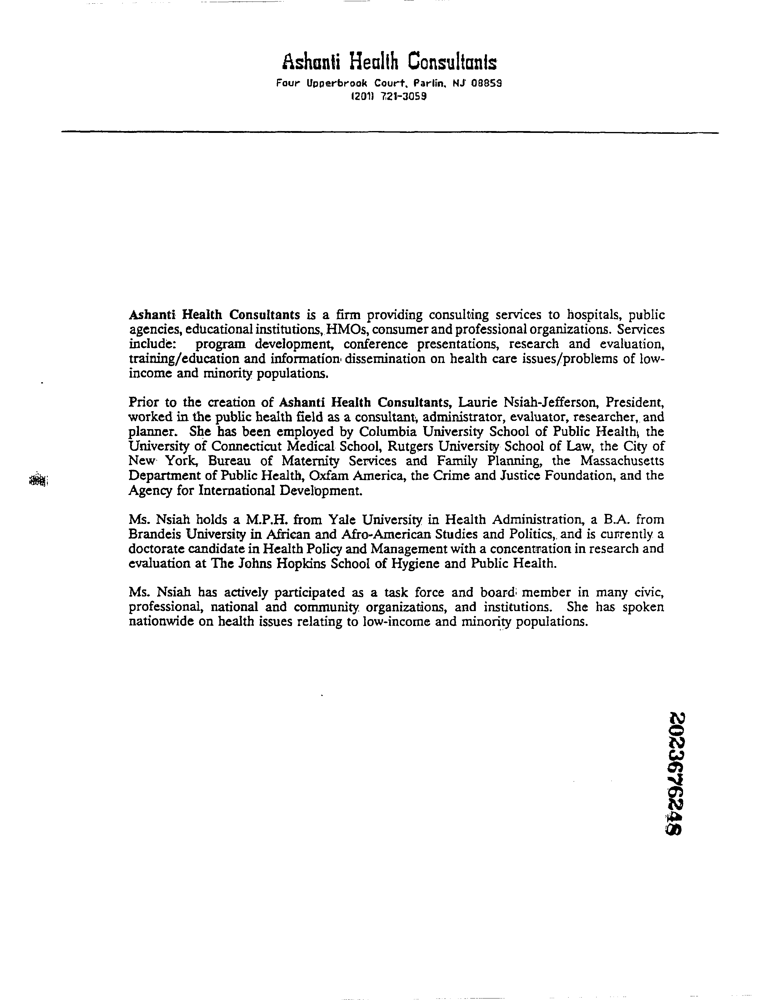 Ashanti Health Consultants
Four Upperbrook Court, Parlin, NJ 08859
(201) 721-3059
Ashanti Health Consultants is a firm providing consulting services to hospitals, public
agencies, educational institutions, HMOs, consumer and professional organizations. Services
include: program development, conference presentations, research and evaluation,
training/education and information dissemination on health care issues/problems of low-
income and minority populations.
Prior to the creation of Ashanti Health Consultants, Laurie Nsiah-Jefferson, President,
worked in the public health field as a consultant, administrator, evaluator, researcher, and
planner. She has been employed by Columbia University School of Public Health, the
University of Connecticut Medical School, Rutgers University School of Law, the City of
New York, Bureau of Maternity Services and Family Planning, the Massachusetts
Department of Public Health, Oxfam America, the Crime and Justice Foundation, and the
Agency for International Development.
Ms. Nsiah holds a M.P.H. from Yale University in Health Administration, a B.A. from
Brandeis University in African and Afro-American Studies and Politics, and is currently a
doctorate candidate in Health Policy and Management with a concentration in research and
evaluation at The Johns Hopkins School of Hygiene and Public Health.
Ms. Nsiah has actively participated as a task force and board member in many civic,
professional, national and community organizations, and institutions. She has spoken
nationwide on health issues relating to low-income and minority populations.
2023676248